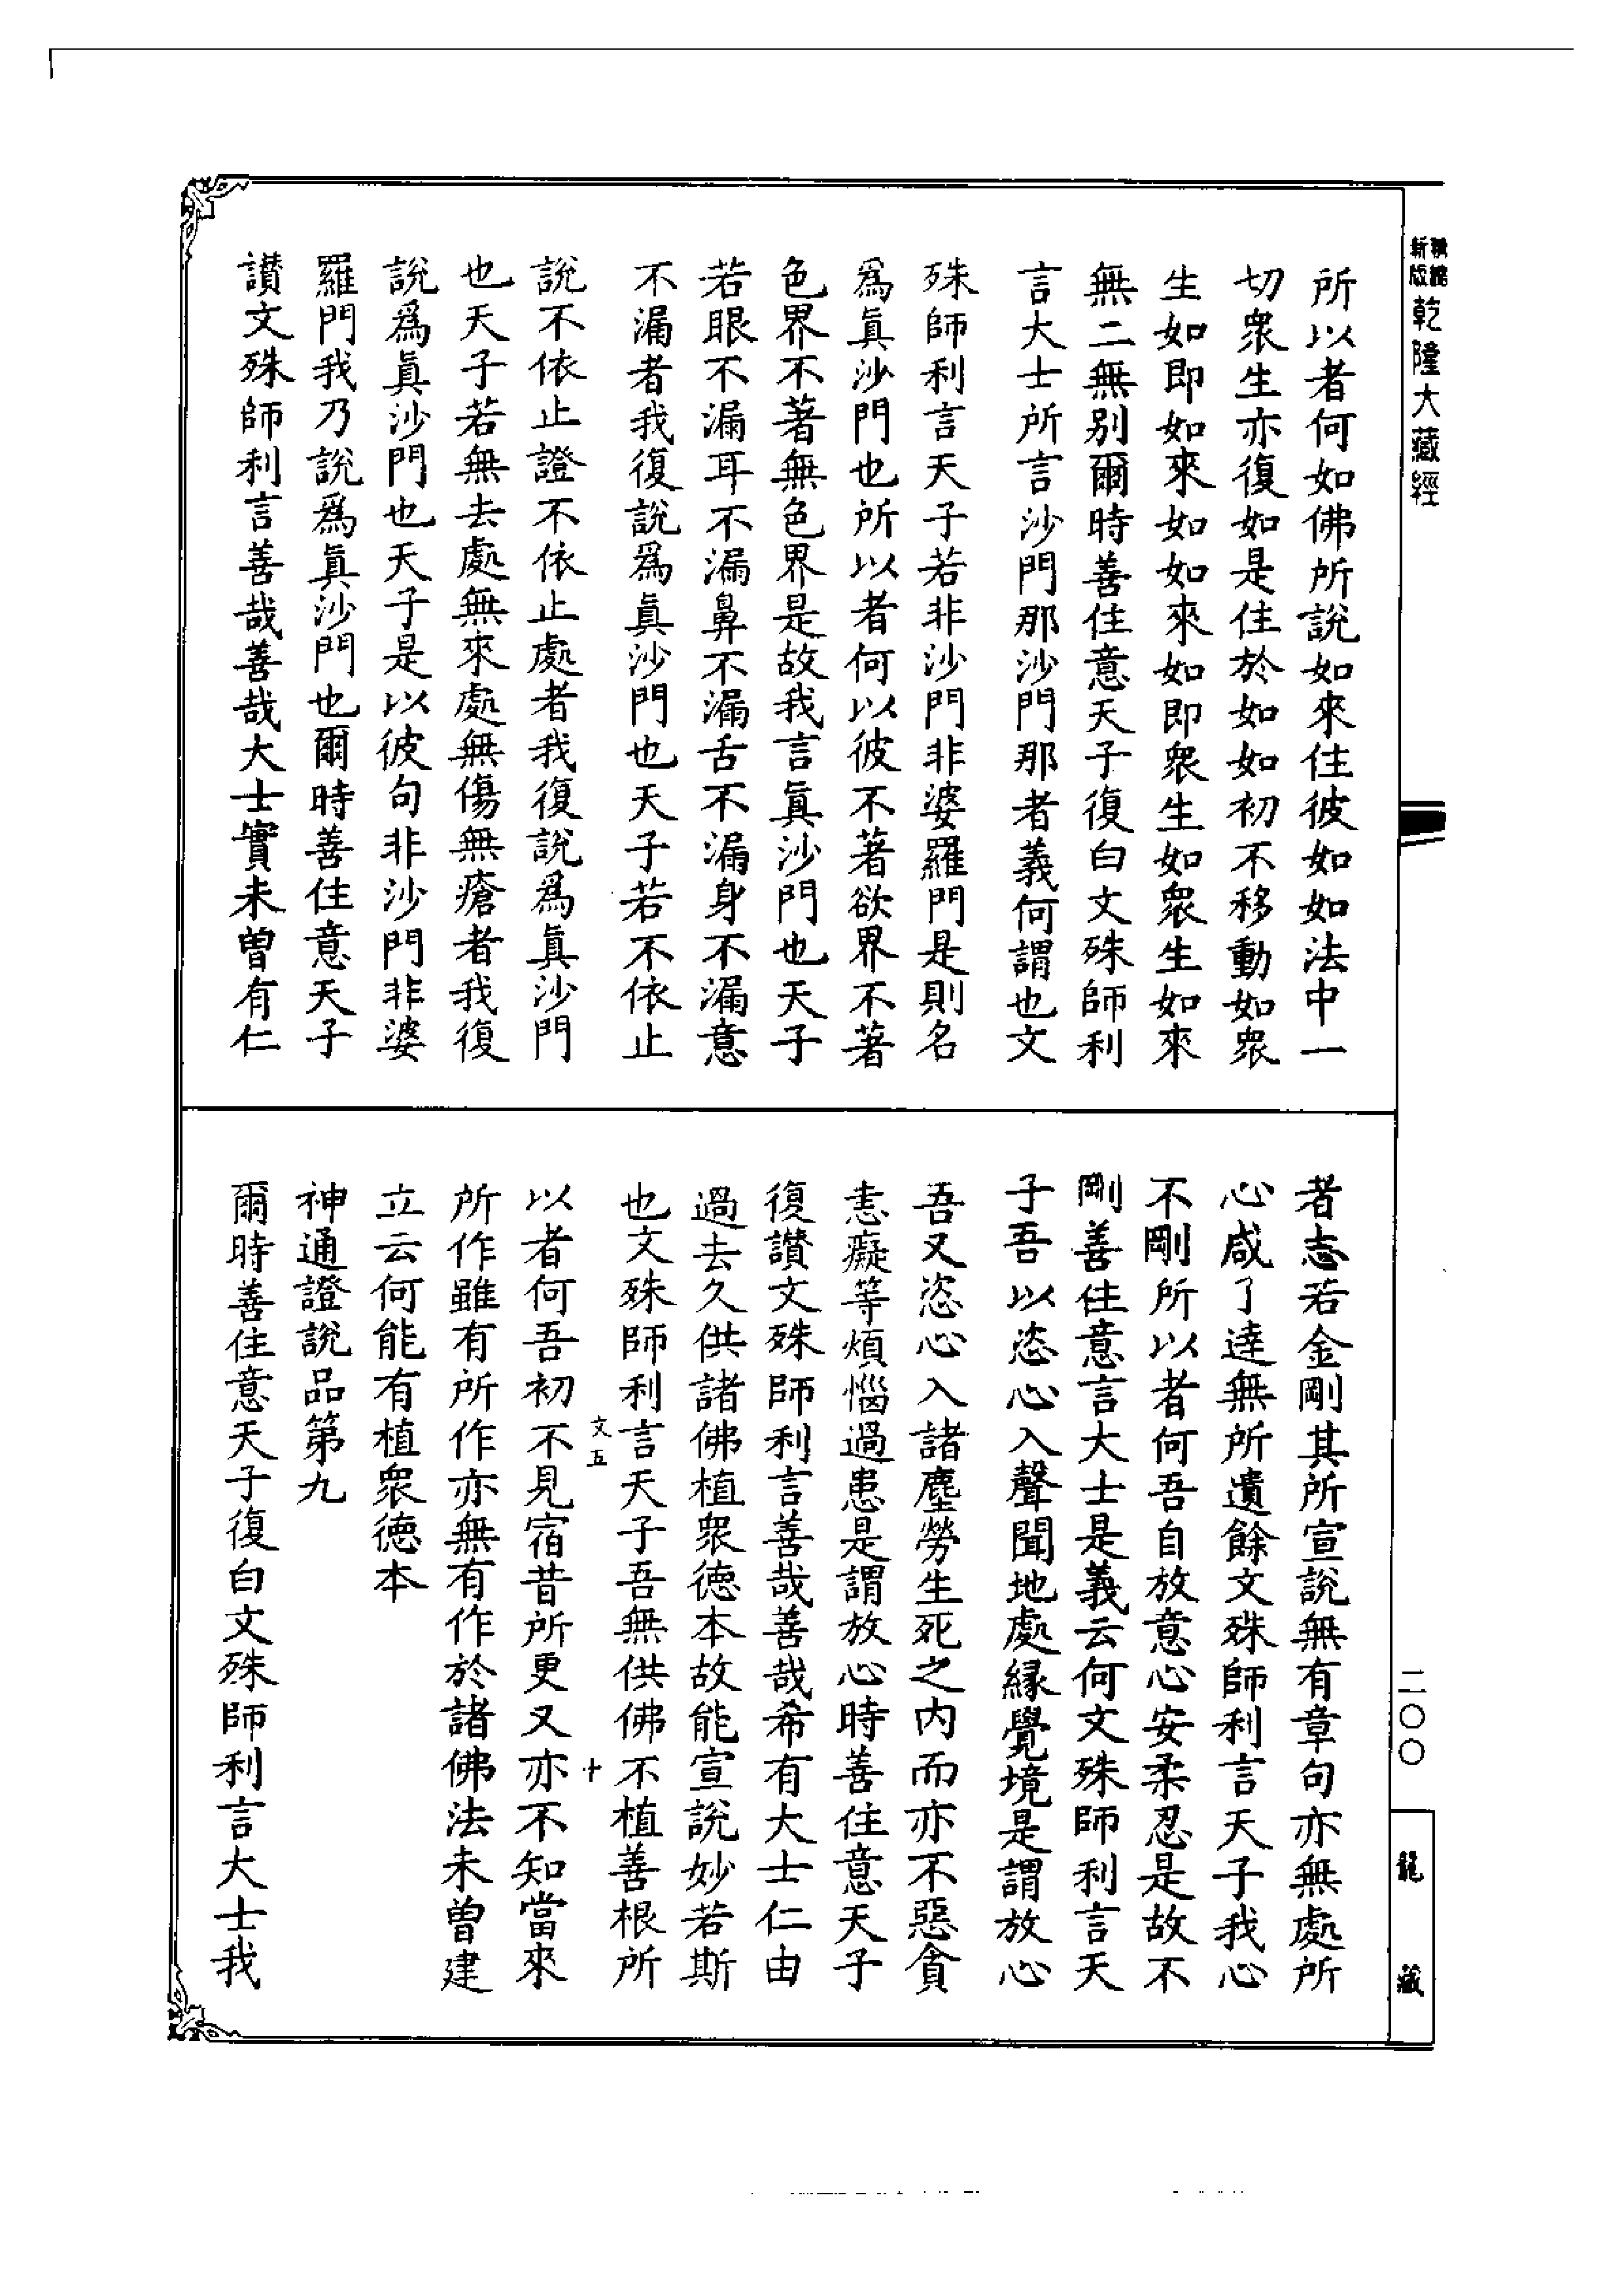 新版
乾隆大藏經
所以者何如佛所說如來住彼如如法中一
切衆生亦復如是住於如如初不移動如衆
生如即如來如如來如即衆生如衆生如來
無二無別爾時善住意天子復白文殊師利
言大士所言沙門那沙門那者義何謂也文
殊師利言天子若非沙門非婆羅門是則名
爲眞沙門也所以者何以彼不著欲界不著
色界不著無色界是故我言眞沙門也天子
若眼不漏耳不漏鼻不漏舌不漏身不漏意
不漏者我復說爲眞沙門也天子若不依止
說不依止證不依止處者我復說爲眞沙門
也天子若無去處無來處無傷無瘡者我復
說爲眞沙門也天子是以彼句非沙門非婆
羅門我乃說爲眞沙門也爾時善住意天子
讃文殊師利言善哉善哉大士實未曾有仁
者志若金剛其所宣說無有章句亦無處所
心咸了達無所遺餘文殊師利言天子我心
不剛所以者何吾自放意心安柔忍是故不
剛善住意言大士是義云何文殊師利言天
子吾以恣心入聲聞地處緣覺境是謂放心
吾又恣心入諸塵勞生死之內而亦不惡貪
恚癡等煩惱過患是謂放心時善住意天子
復讃文殊師利言善哉善哉希有大士仁由
過去久供諸佛植衆德本故能宣說妙若斯
也文殊師利言天子吾無供佛不植善根所
文五
十
以者何吾初不見宿昔所更又亦不知當來
所作雖有所作亦無有作於諸佛法未曾建
立云何能有植衆德本
神通證說品第九
爾時善住意天子復白文殊師利言大士我
二〇〇
龍藏